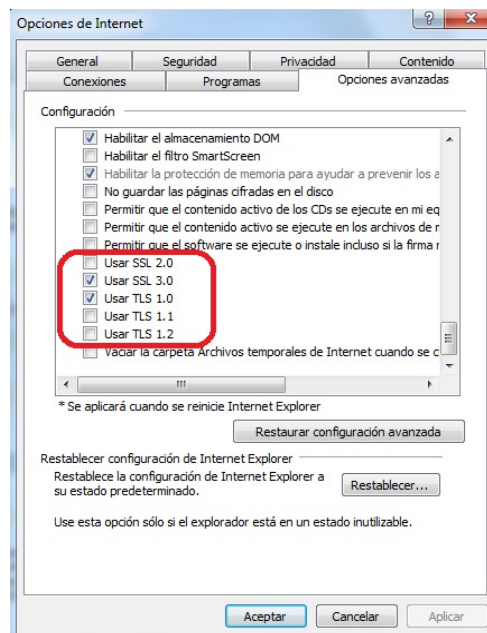 Opciones de Internet
General Seguridad Privacidad Contenido
Conexiones Programas Opciones avanzadas
Configuración
Habilitar el almacenamiento DOM
Habilitar el filtro SmartScreen
Habilitar la protección de memoria para ayudar a prevenir los a
No guardar las páginas cifradas en el disco
Permitir que el contenido activo de los CDs se ejecute en mi eq
Permitir que el contenido activo se ejecute en los archivos de
Permitir que el software se ejecute o instale incluso si la firma
Usar SSL 2.0
Usar SSL 3.0
Usar TLS 1.0
Usar TLS 1.1
Usar TLS 1.2
Vaciar la carpeta Archivos temporales de Internet cuando se c
* Se aplicará cuando se reinicie Internet Explorer
Restaurar configuración avanzada
Restablecer configuración de Internet Explorer
Restablece la configuración de Internet Explorer a
su estado predeterminado.
Restablecer...
Use esta opción sólo si el explorador está en un estado inutilizable.
Aceptar Cancelar Aplicar